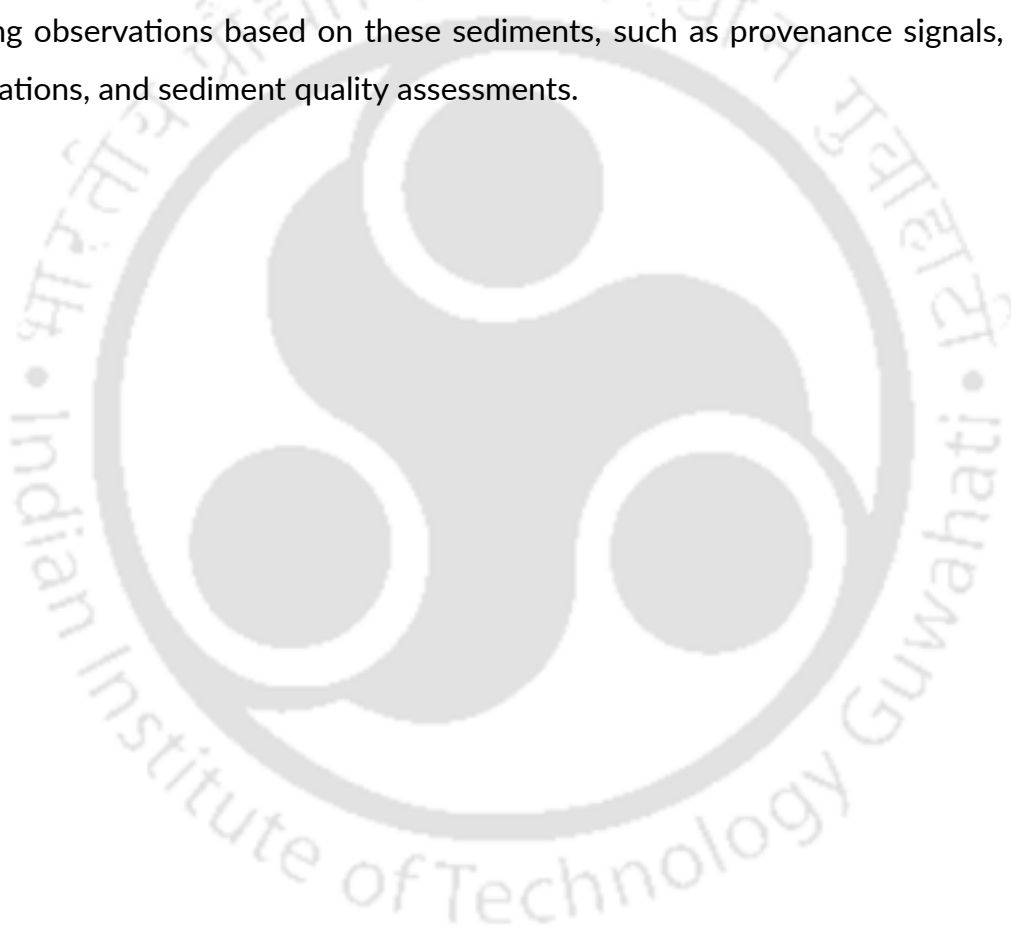 ng observations based on these sediments, such as provenance signals,
ations, and sediment quality assessments.
गुवाहाटी
• Indian Institute of Technology Guwahati •